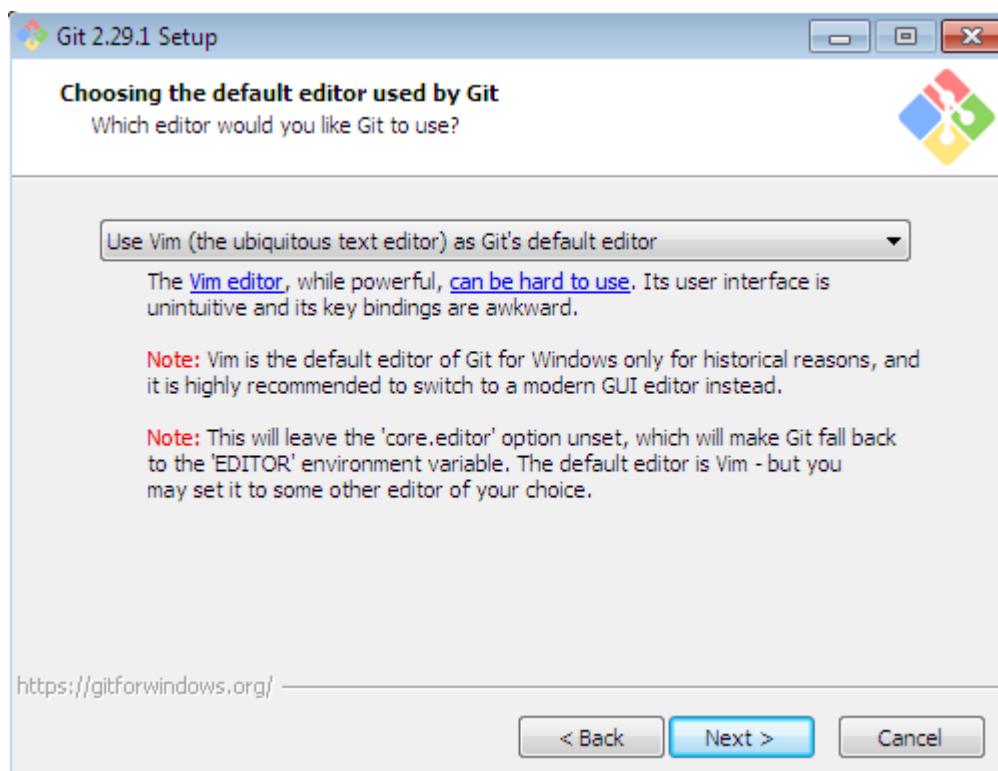 Git 2.29.1 Setup
Choosing the default editor used by Git
Which editor would you like Git to use?
Use Vim (the ubiquitous text editor) as Git's default editor
The Vim editor, while powerful, can be hard to use. Its user interface is
unintuitive and its key bindings are awkward.
Note: Vim is the default editor of Git for Windows only for historical reasons, and
it is highly recommended to switch to a modern GUI editor instead.
Note: This will leave the 'core.editor' option unset, which will make Git fall back
to the 'EDITOR' environment variable. The default editor is Vim - but you
may set it to some other editor of your choice.
https://gitforwindows.org/
< Back
Next >
Cancel